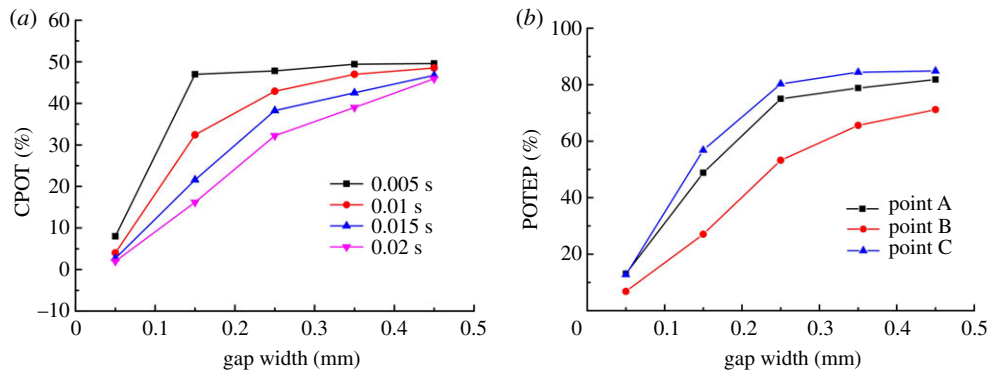 (a)
60
50
40
30
20
10
0
–10
CPOT (%)
0
0.1
0.2
0.3
0.4
0.5
gap width (mm)
0.005 s
0.01 s
0.015 s
0.02 s
(b)
100
80
60
40
20
POTEP (%)
0
0.1
0.2
0.3
0.4
0.5
gap width (mm)
point A
point B
point C